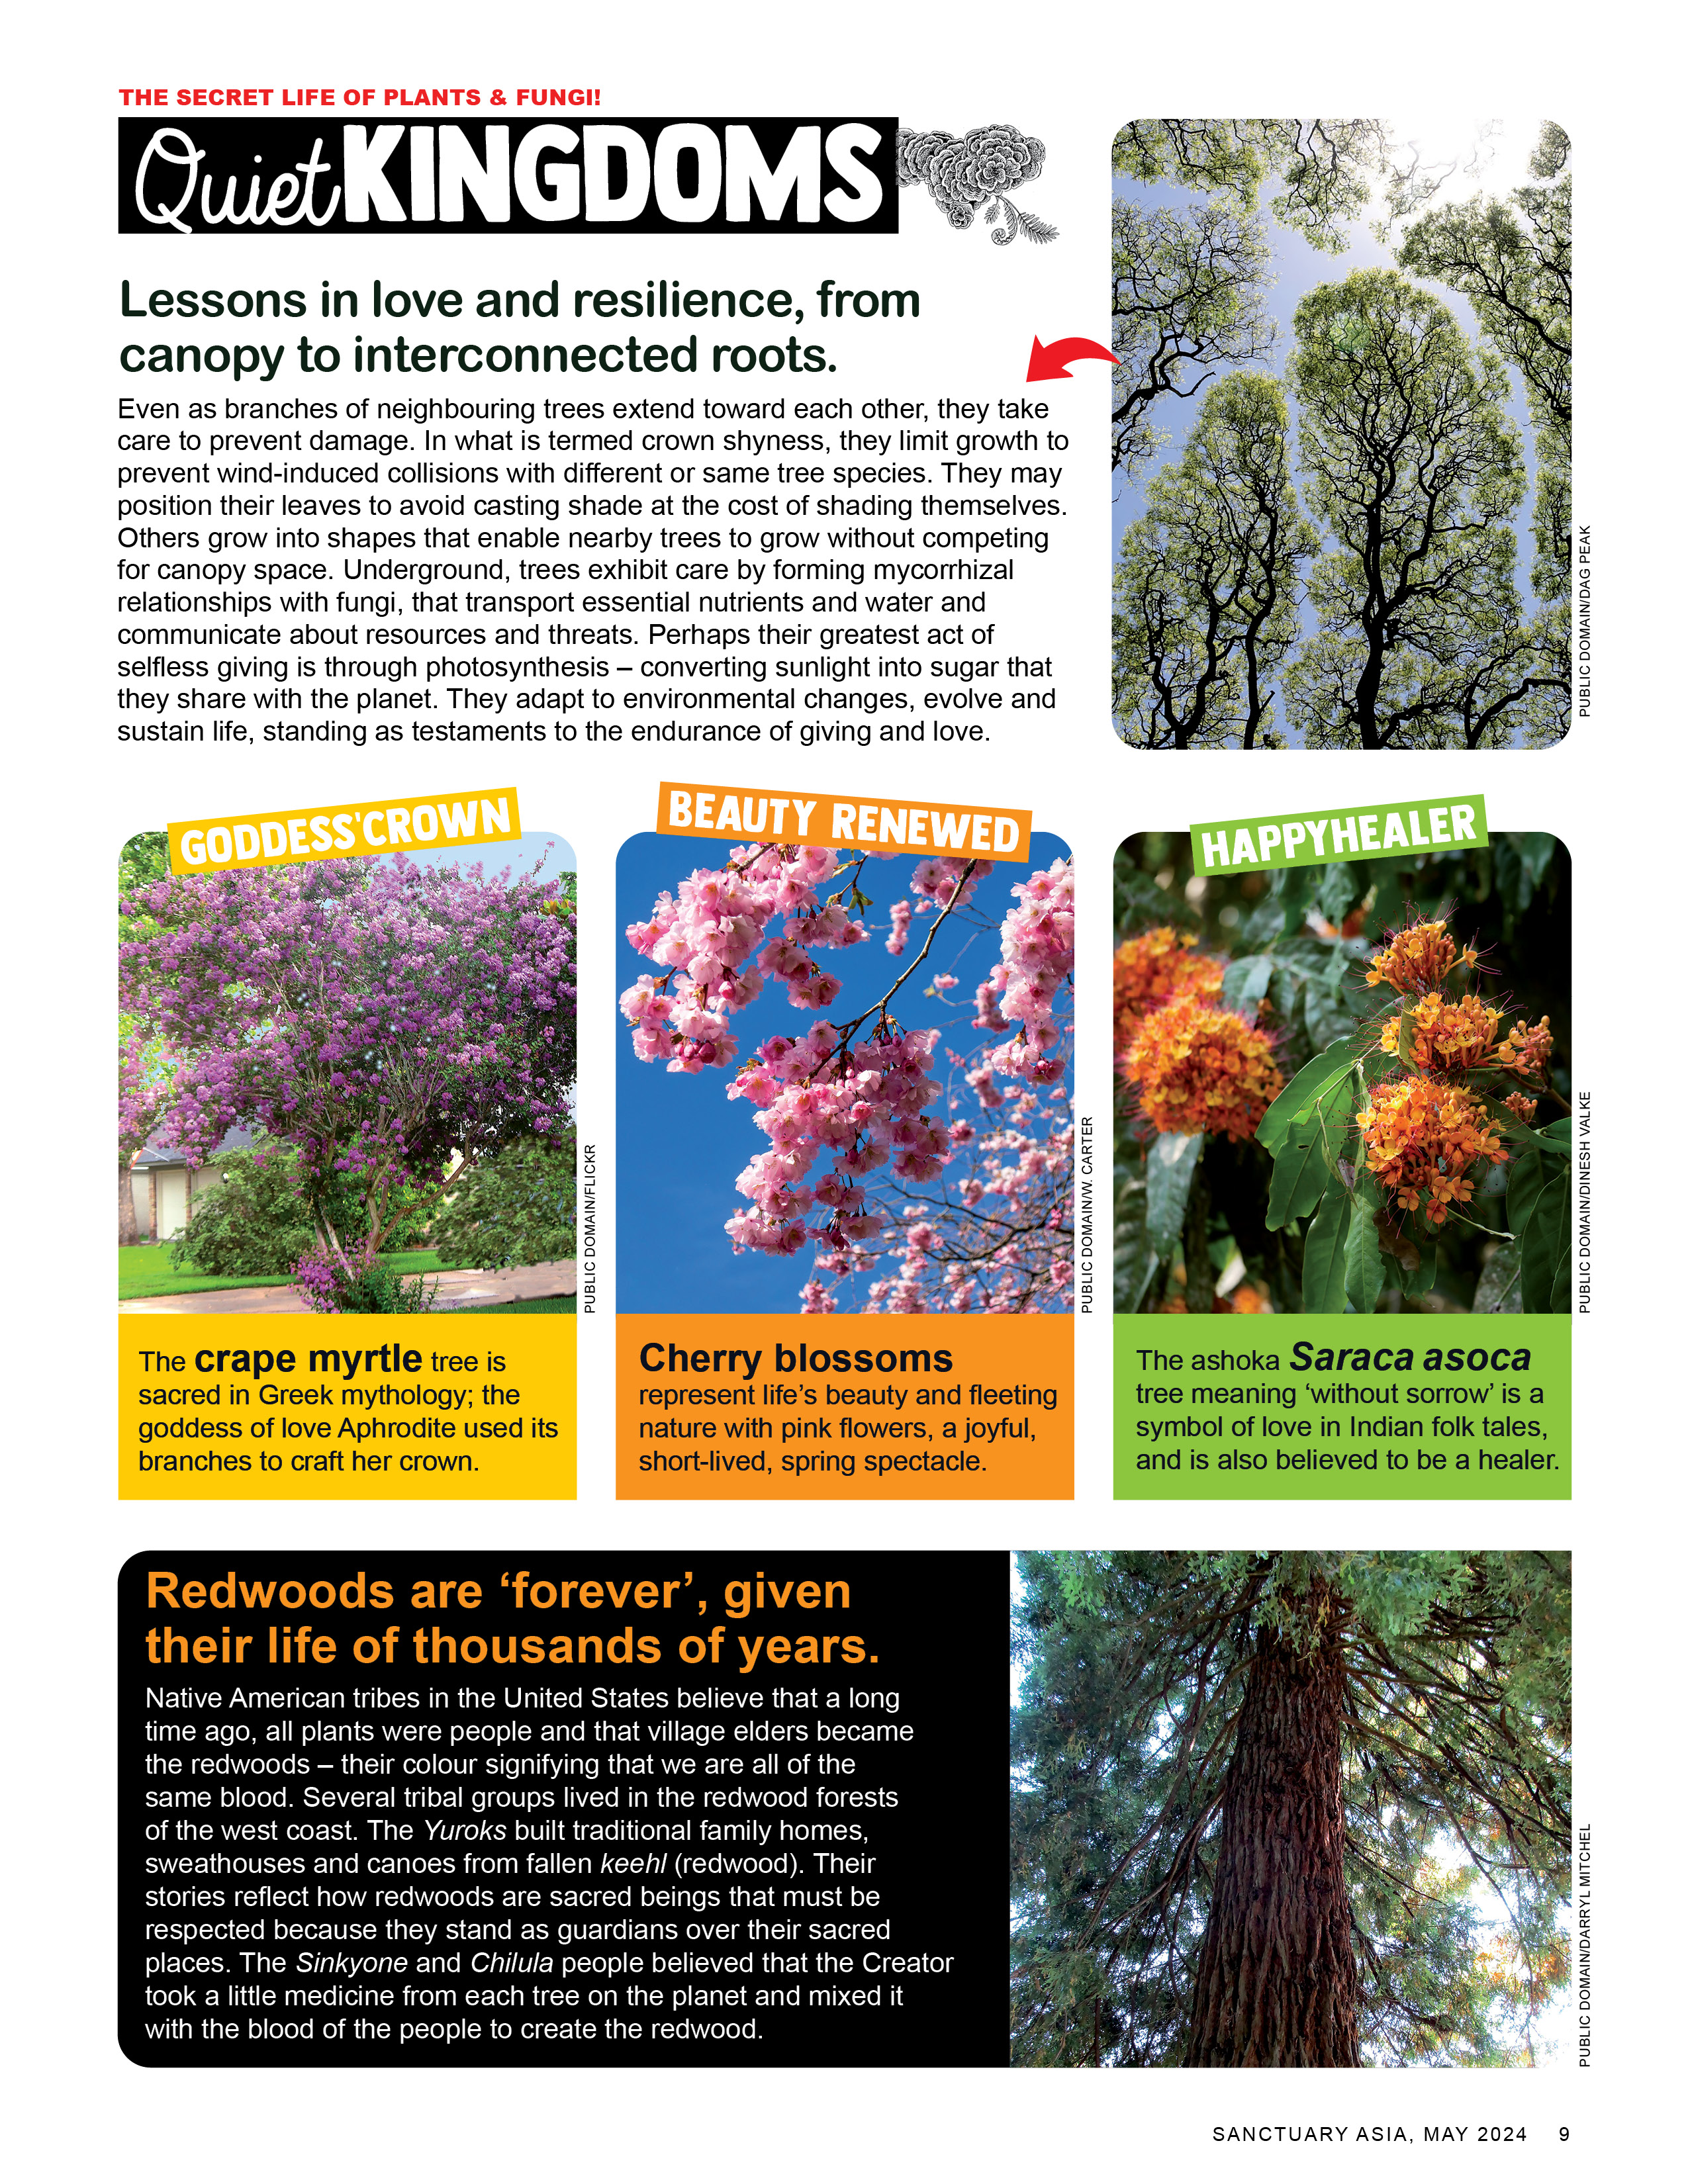 THE SECRET LIFE OF PLANTS & FUNGI!
Quiet KINGDOMS
Lessons in love and resilience, from
canopy to interconnected roots.
Even as branches of neighbouring trees extend toward each other, they take
care to prevent damage. In what is termed crown shyness, they limit growth to
prevent wind-induced collisions with different or same tree species. They may
position their leaves to avoid casting shade at the cost of shading themselves.
Others grow into shapes that enable nearby trees to grow without competing
for canopy space. Underground, trees exhibit care by forming mycorrhizal
relationships with fungi, that transport essential nutrients and water and
communicate about resources and threats. Perhaps their greatest act of
selfless giving is through photosynthesis – converting sunlight into sugar that
they share with the planet. They adapt to environmental changes, evolve and
sustain life, standing as testaments to the endurance of giving and love.
PUBLIC DOMAIN/DAG PEAK
GODDESS'CROWN
PUBLIC DOMAIN/FLICKR
The crape myrtle tree is
sacred in Greek mythology; the
goddess of love Aphrodite used its
branches to craft her crown.
BEAUTY RENEWED
PUBLIC DOMAIN/W. CARTER
Cherry blossoms
represent life’s beauty and fleeting
nature with pink flowers, a joyful,
short-lived, spring spectacle.
HAPPYHEALER
PUBLIC DOMAIN/DINESH VALKE
The ashoka Saraca asoca
tree meaning ‘without sorrow’ is a
symbol of love in Indian folk tales,
and is also believed to be a healer.
Redwoods are ‘forever’, given
their life of thousands of years.
Native American tribes in the United States believe that a long
time ago, all plants were people and that village elders became
the redwoods – their colour signifying that we are all of the
same blood. Several tribal groups lived in the redwood forests
of the west coast. The Yuroks built traditional family homes,
sweathouses and canoes from fallen keehl (redwood). Their
stories reflect how redwoods are sacred beings that must be
respected because they stand as guardians over their sacred
places. The Sinkyone and Chilula people believed that the Creator
took a little medicine from each tree on the planet and mixed it
with the blood of the people to create the redwood.
PUBLIC DOMAIN/DARRYL MITCHEL
SANCTUARY ASIA, MAY 2024 9